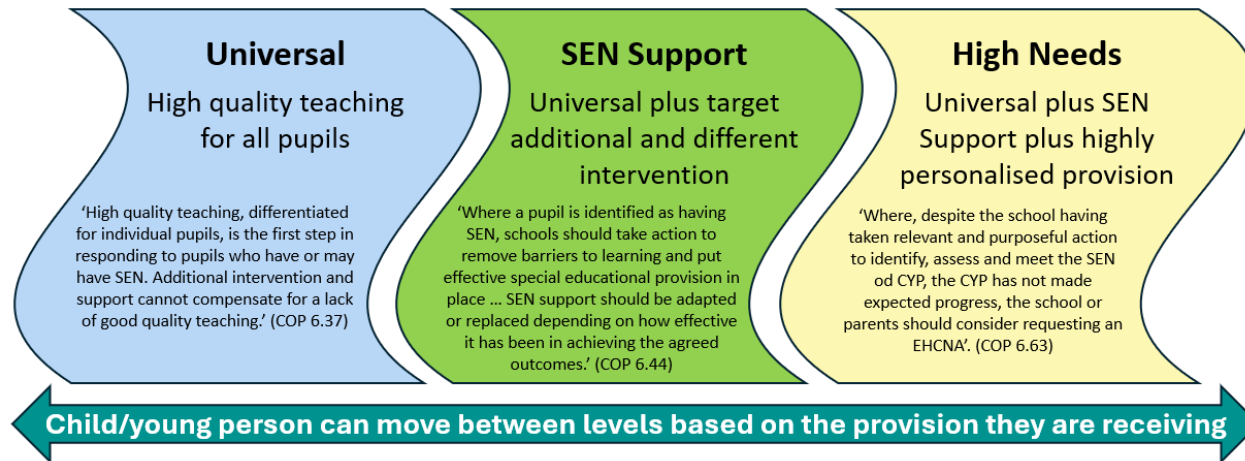 Universal
High quality teaching
for all pupils
‘High quality teaching, differentiated
for individual pupils, is the first step in
responding to pupils who have or may
have SEN. Additional intervention and
support cannot compensate for a lack
of good quality teaching.’ (COP 6.37)
SEN Support
Universal plus target
additional and different
intervention
‘Where a pupil is identified as having
SEN, schools should take action to
remove barriers to learning and put
effective special educational provision in
place ... SEN support should be adapted
or replaced depending on how effective
it has been in achieving the agreed
outcomes.’ (COP 6.44)
High Needs
Universal plus SEN
Support plus highly
personalised provision
‘Where, despite the school having
taken relevant and purposeful action
to identify, assess and meet the SEN
od CYP, the CYP has not made
expected progress, the school or
parents should consider requesting an
EHCNA’. (COP 6.63)
Child/young person can move between levels based on the provision they are receiving